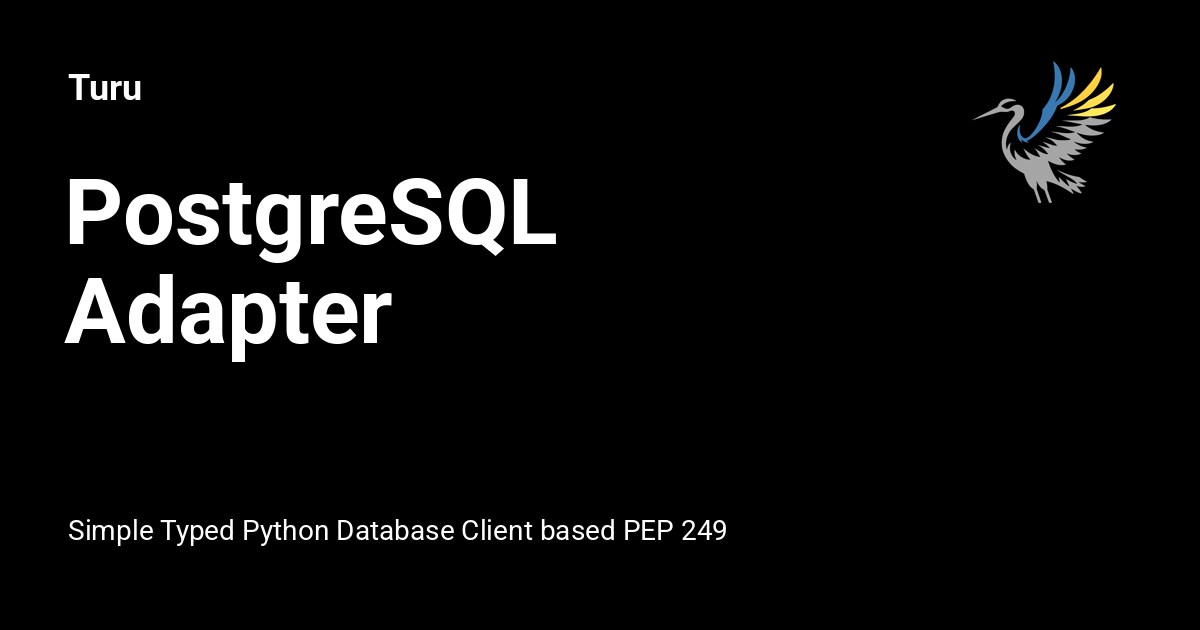 Turu
PostgreSQL
Adapter
Simple Typed Python Database Client based PEP 249